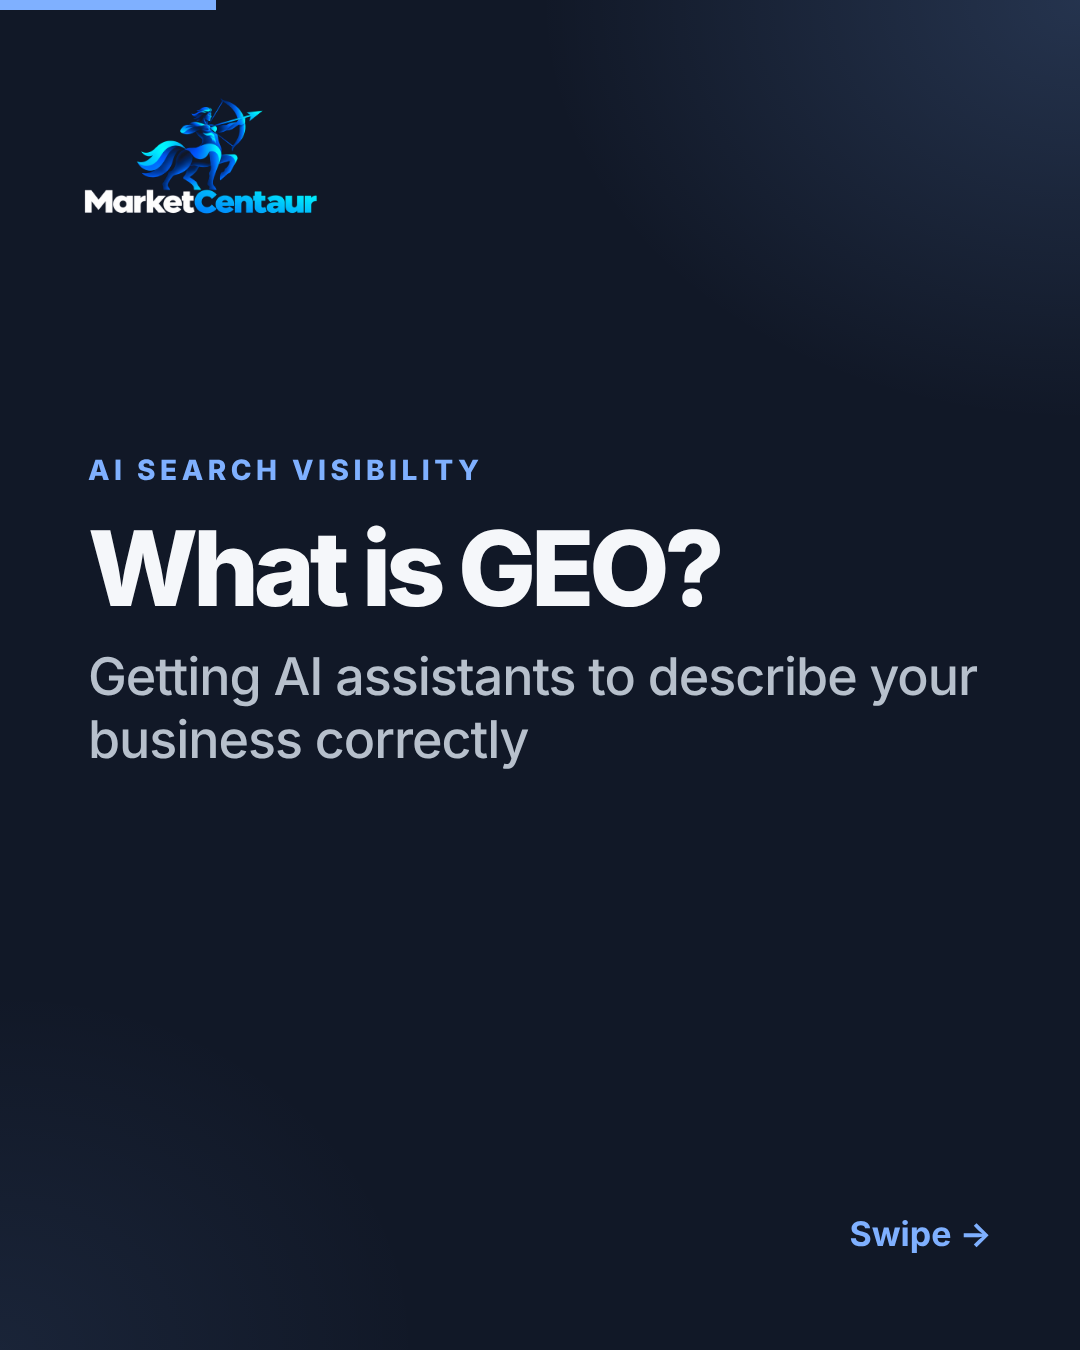 MarketCentaur
AI SEARCH VISIBILITY
What is GEO?
Getting AI assistants to describe your
business correctly
Swipe →